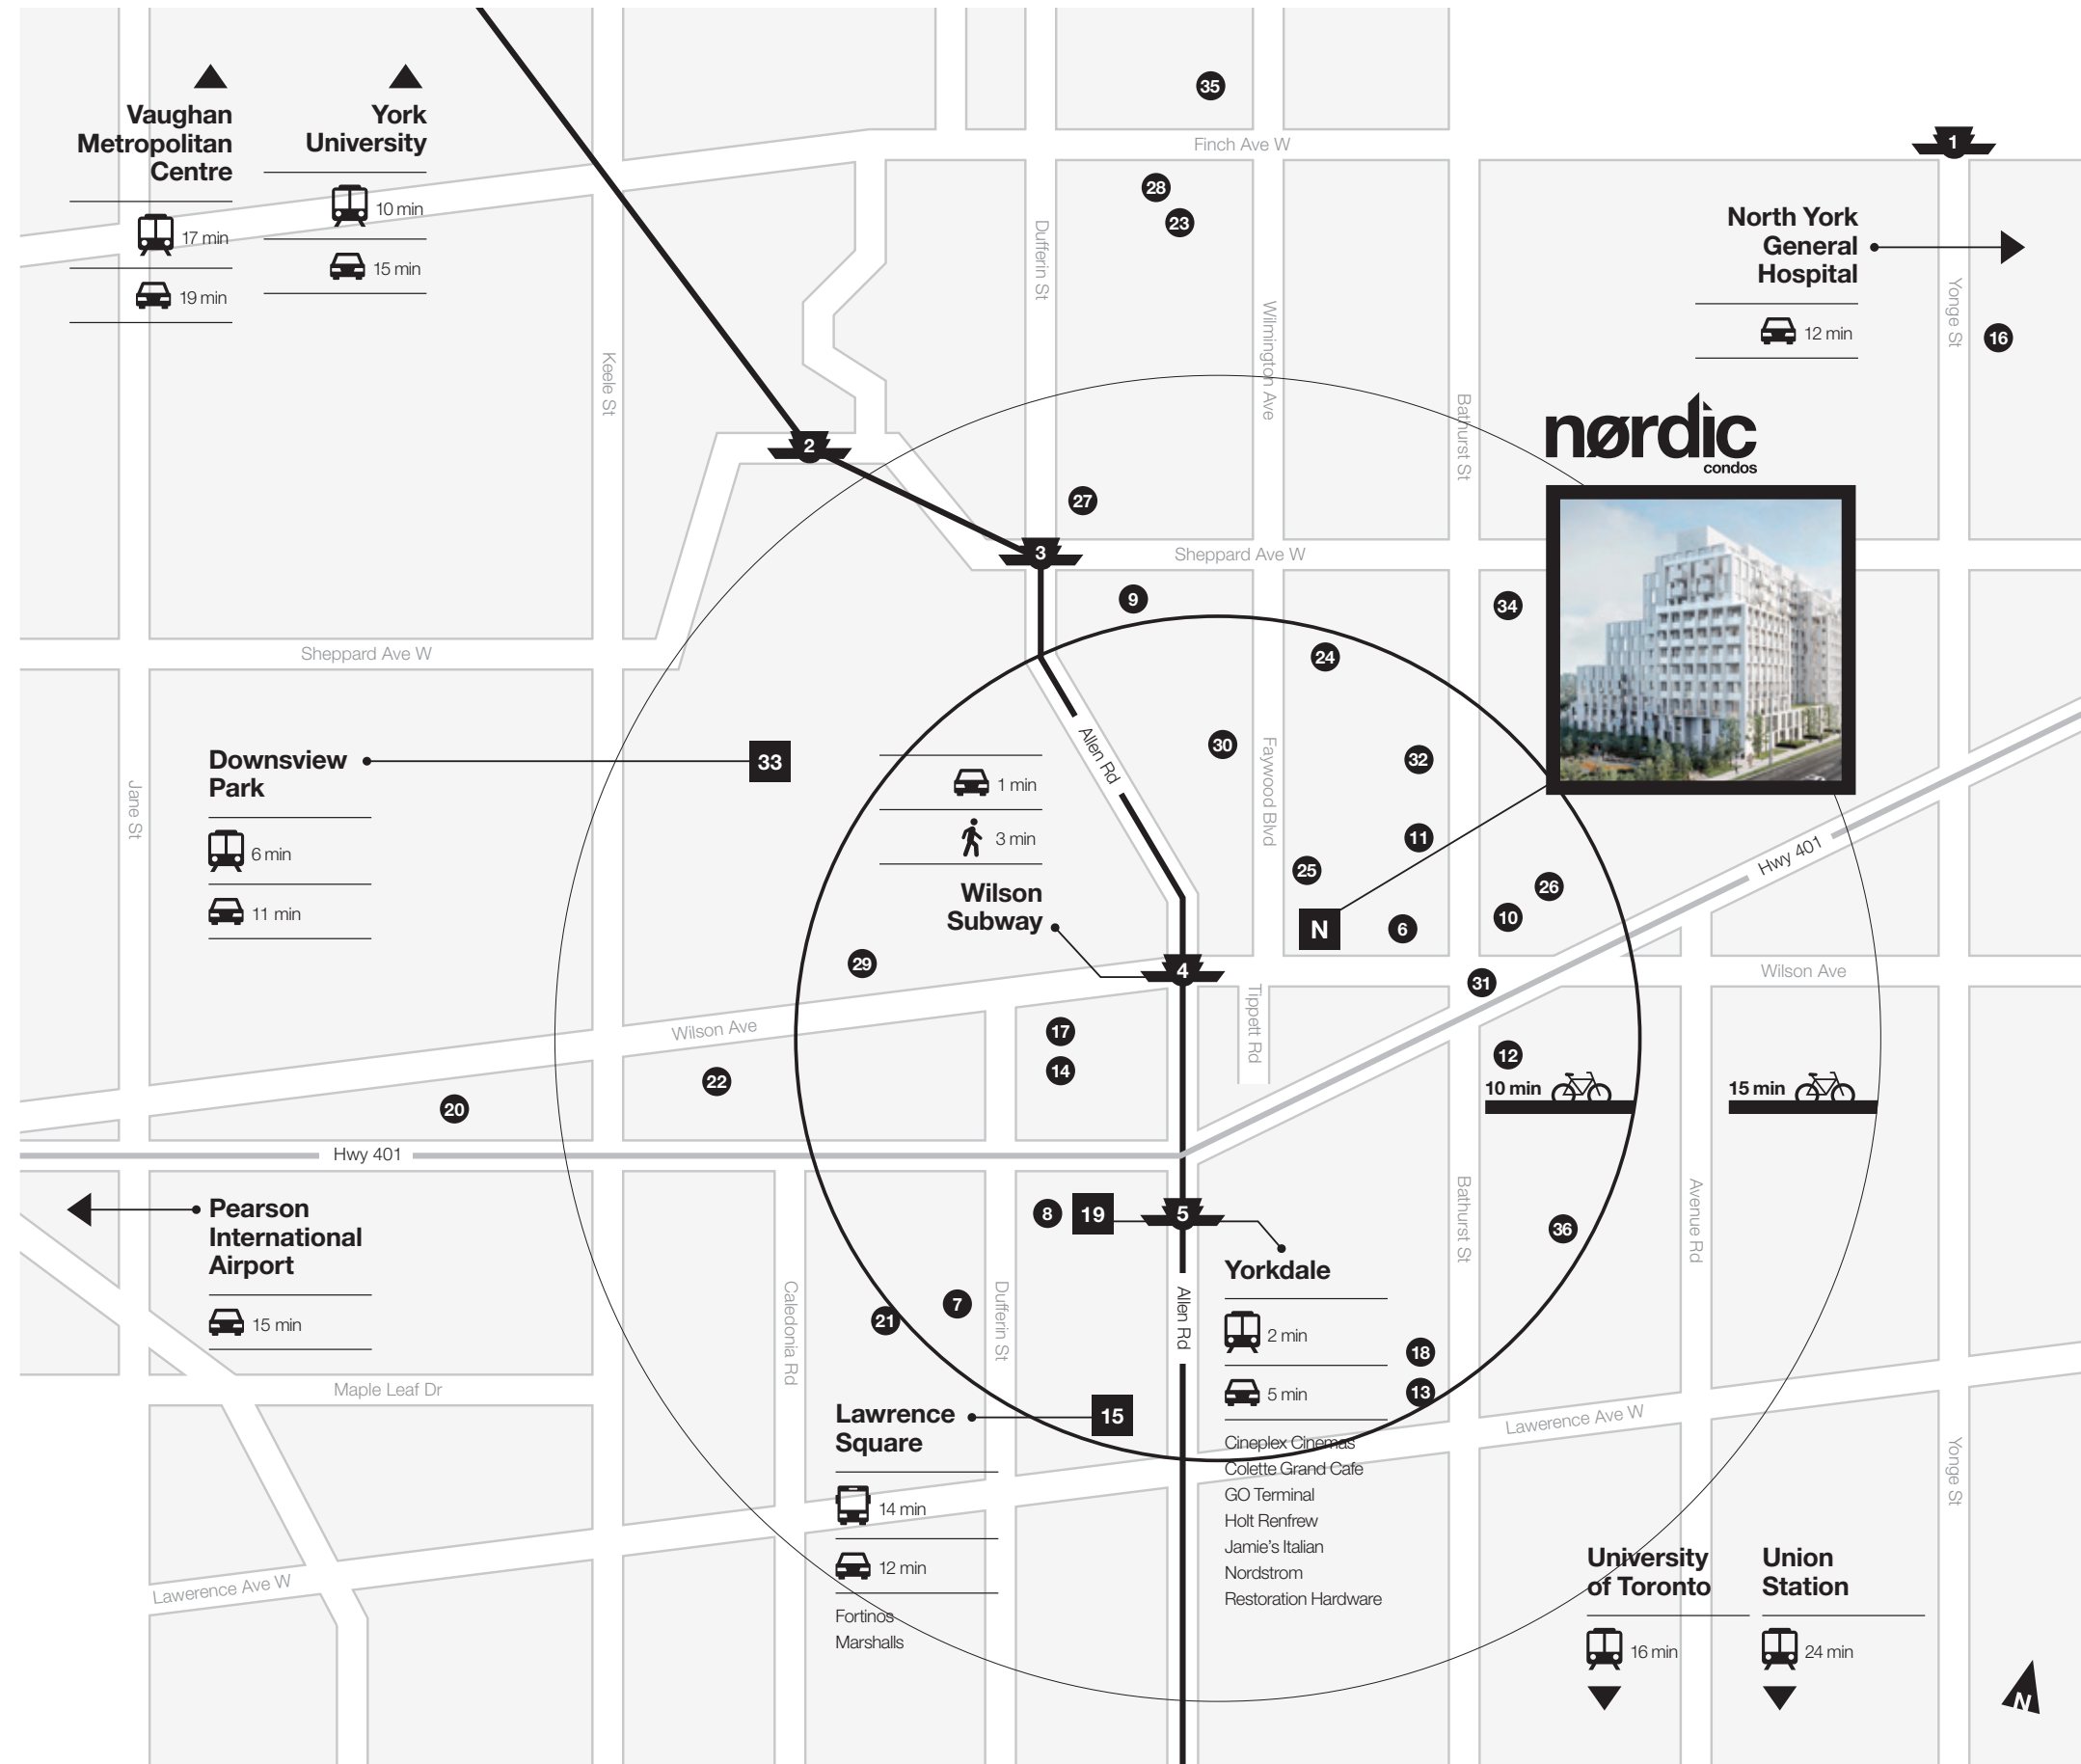 35
Vaughan
Metropolitan
Centre
17 min
19 min
York
University
10 min
15 min
Finch Ave W
1
28
23
North York
General
Hospital
12 min
Dufferin St
Wilmington Ave
Yonge St
16
Keele St
Bathurst St
nørdic
condos
2
27
3
Sheppard Ave W
9
34
Sheppard Ave W
24
Downsview
Park
6 min
11 min
33
Jane St
Allen Rd
30
Faywood Blvd
32
1 min
3 min
Wilson
Subway
11
25
26
Hwy 401
N
6
10
29
4
31
Wilson Ave
Tippett Rd
Wilson Ave
17
14
12
22
20
10 min
15 min
Hwy 401
Pearson
International
Airport
15 min
8
19
5
Bathurst St
Avenue Rd
36
Yorkdale
2 min
5 min
Cineplex Cinemas
Colette Grand Cafe
GO Terminal
Holt Renfrew
Jamie's Italian
Nordstrom
Restoration Hardware
7
21
Caledonia Rd
Dufferin St
Allen Rd
18
13
Maple Leaf Dr
Lawrence
Square
14 min
12 min
Fortinos
Marshalls
15
Lawerence Ave W
Yonge St
Lawerence Ave W
University
of Toronto
16 min
Union
Station
24 min
N